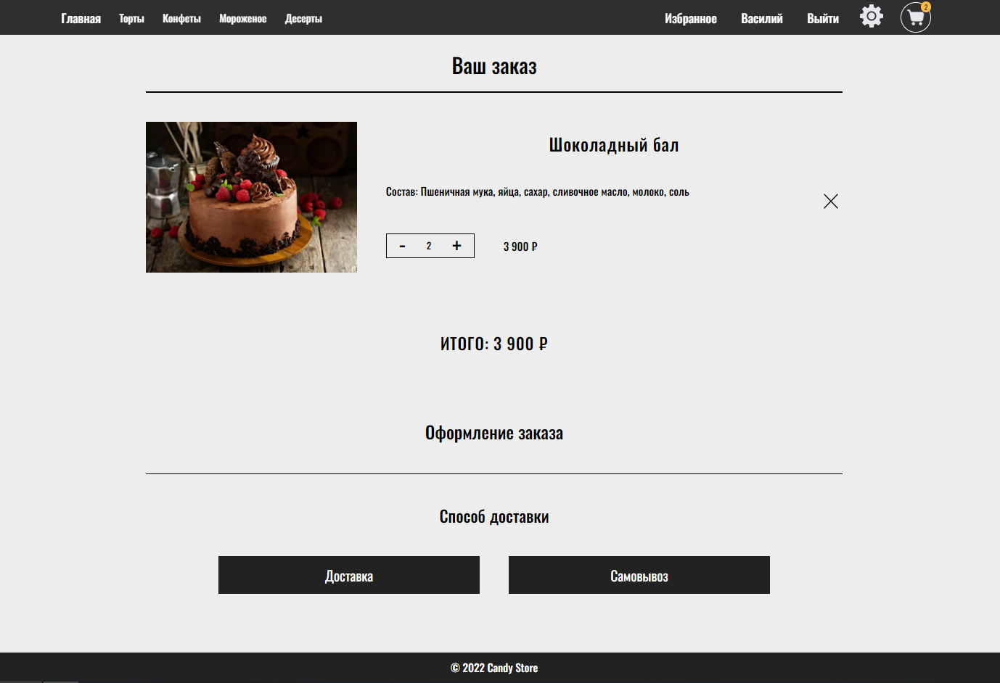 Главная Торты Конфеты Мороженое Десерты Избранное Василий Выйти 2
Ваш заказ
Шоколадный бал
Состав: Пшеничная мука, яйца, сахар, сливочное масло, молоко, соль
- 2 + 3 900 ₽
ИТОГО: 3 900 ₽
Оформление заказа
Способ доставки
Доставка Самовывоз
© 2022 Candy Store